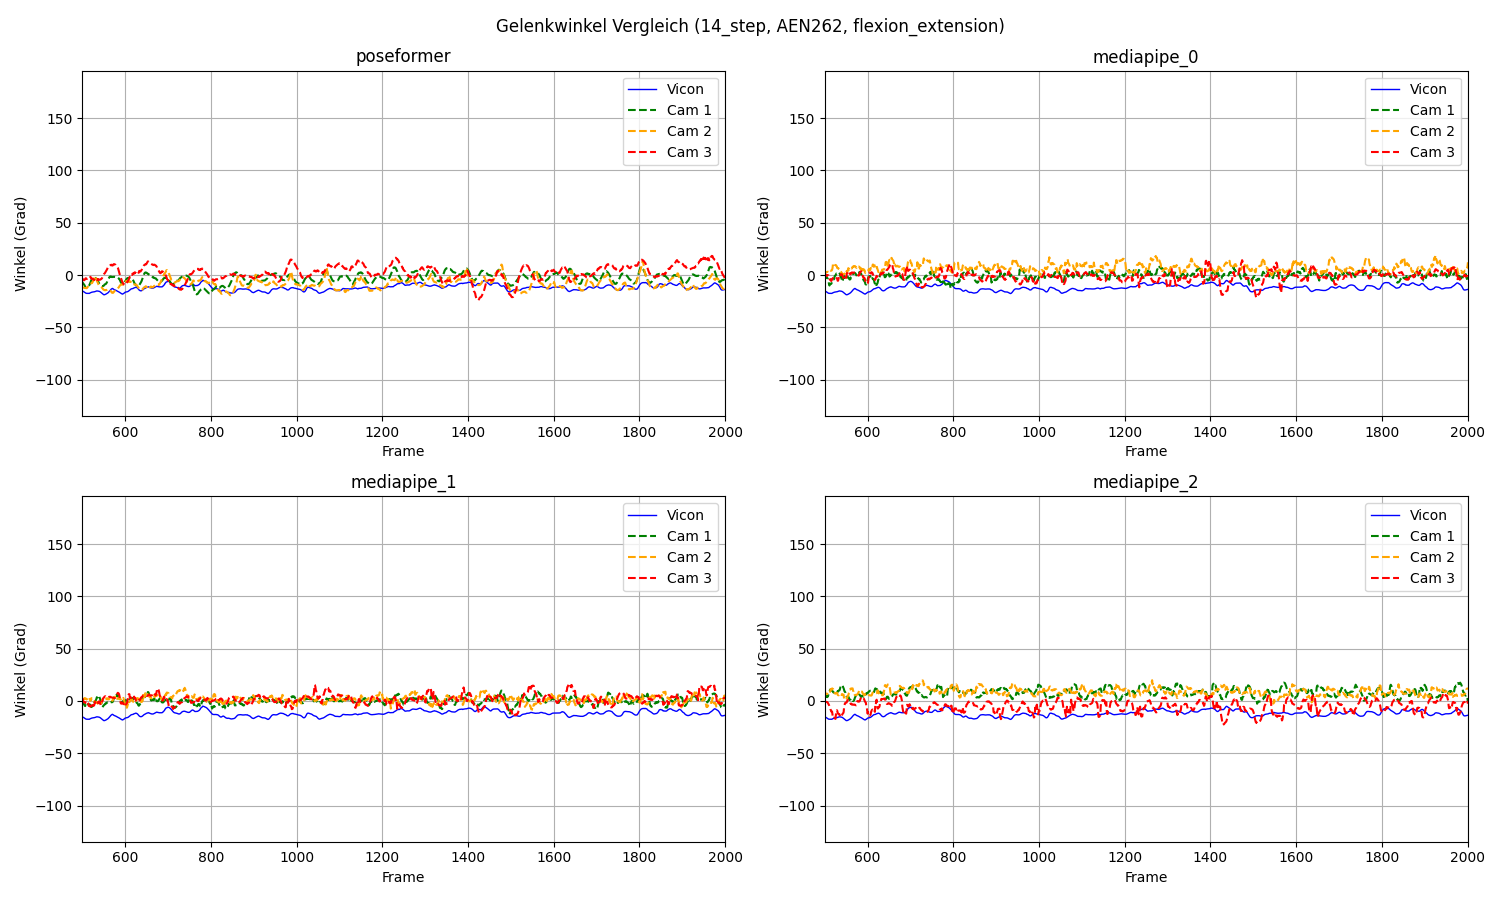 Gelenkwinkel Vergleich (14_step, AEN262, flexion_extension)
poseformer
Winkel (Grad)
150
100
50
0
−50
−100
Vicon
Cam 1
Cam 2
Cam 3
600 800 1000 1200 1400 1600 1800 2000
Frame
mediapipe_0
Winkel (Grad)
150
100
50
0
−50
−100
Vicon
Cam 1
Cam 2
Cam 3
600 800 1000 1200 1400 1600 1800 2000
Frame
mediapipe_1
Winkel (Grad)
150
100
50
0
−50
−100
Vicon
Cam 1
Cam 2
Cam 3
600 800 1000 1200 1400 1600 1800 2000
Frame
mediapipe_2
Winkel (Grad)
150
100
50
0
−50
−100
Vicon
Cam 1
Cam 2
Cam 3
600 800 1000 1200 1400 1600 1800 2000
Frame